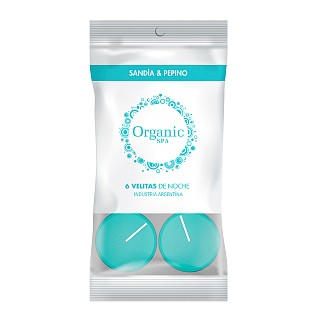 SANDÍA & PEPINO
Organic
SPA
6 VELITAS DE NOCHE
INDUSTRIA ARGENTINA